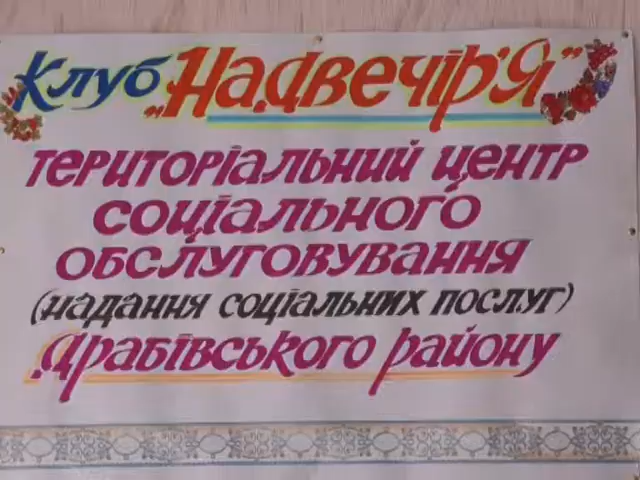 Клуб „Надвечір'я"
територіальний центр
соціального
обслуговування
(надання соціальних послуг)
Драбівського району